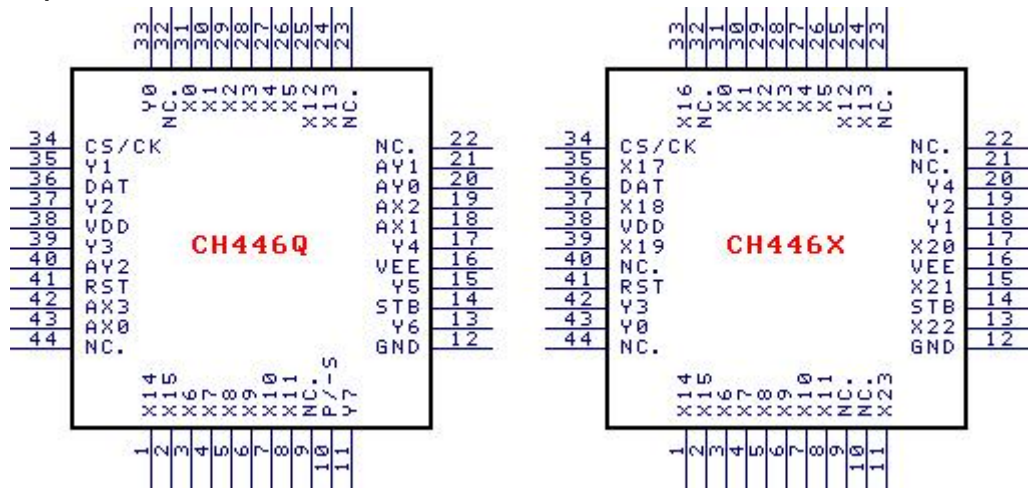 33 32 31 30 29 28 27 26 25 24 23
Y0 NC. X0 X1 X2 X3 X4 X5 X12 X13 NC.
34 CS/CK
35 Y1
36 DAT
37 Y2
38 VDD
39 Y3
40 AY2
41 RST
42 AX3
43 AX0
44 NC.
CH446Q
NC. 22
AY1 21
AY0 20
AX2 19
AX1 18
Y4 17
VEE 16
Y5 15
STB 14
Y6 13
GND 12
X14 X15 X6 X7 X8 X9 X10 X11 NC. P/-S Y7
1 2 3 4 5 6 7 8 9 10 11
33 32 31 30 29 28 27 26 25 24 23
X16 NC. X0 X1 X2 X3 X4 X5 X12 X13 NC.
34 CS/CK
35 X17
36 DAT
37 X18
38 VDD
39 X19
40 NC.
41 RST
42 Y3
43 Y0
44 NC.
CH446X
NC. 22
NC. 21
Y4 20
Y2 19
Y1 18
X20 17
VEE 16
X21 15
STB 14
X22 13
GND 12
X14 X15 X6 X7 X8 X9 X10 X11 NC. NC. X23
1 2 3 4 5 6 7 8 9 10 11